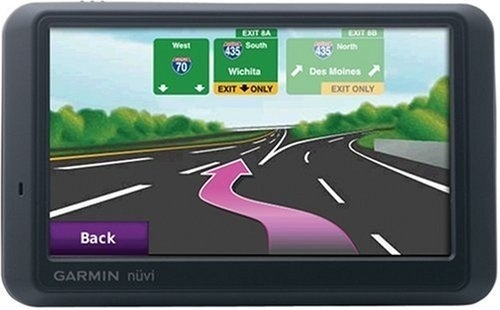 EXIT 8A
EXIT 8B
West
70
435
South
Wichita
EXIT ONLY
435
North
Des Moines
EXIT ONLY
Back
GARMIN nüvi